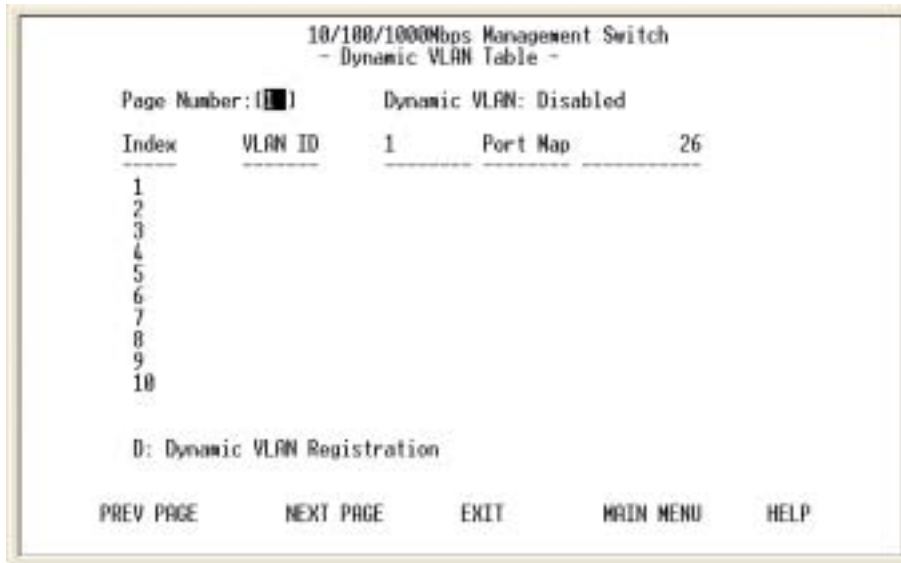 10/100/1000Mbps Management Switch
- Dynamic VLAN Table -
Page Number:[1 ] Dynamic VLAN: Disabled
Index VLAN ID 1 Port Map 26
----- ------- -------- -------- -----------
1
2
3
4
5
6
7
8
9
10
D: Dynamic VLAN Registration
PREV PAGE NEXT PAGE EXIT MAIN MENU HELP